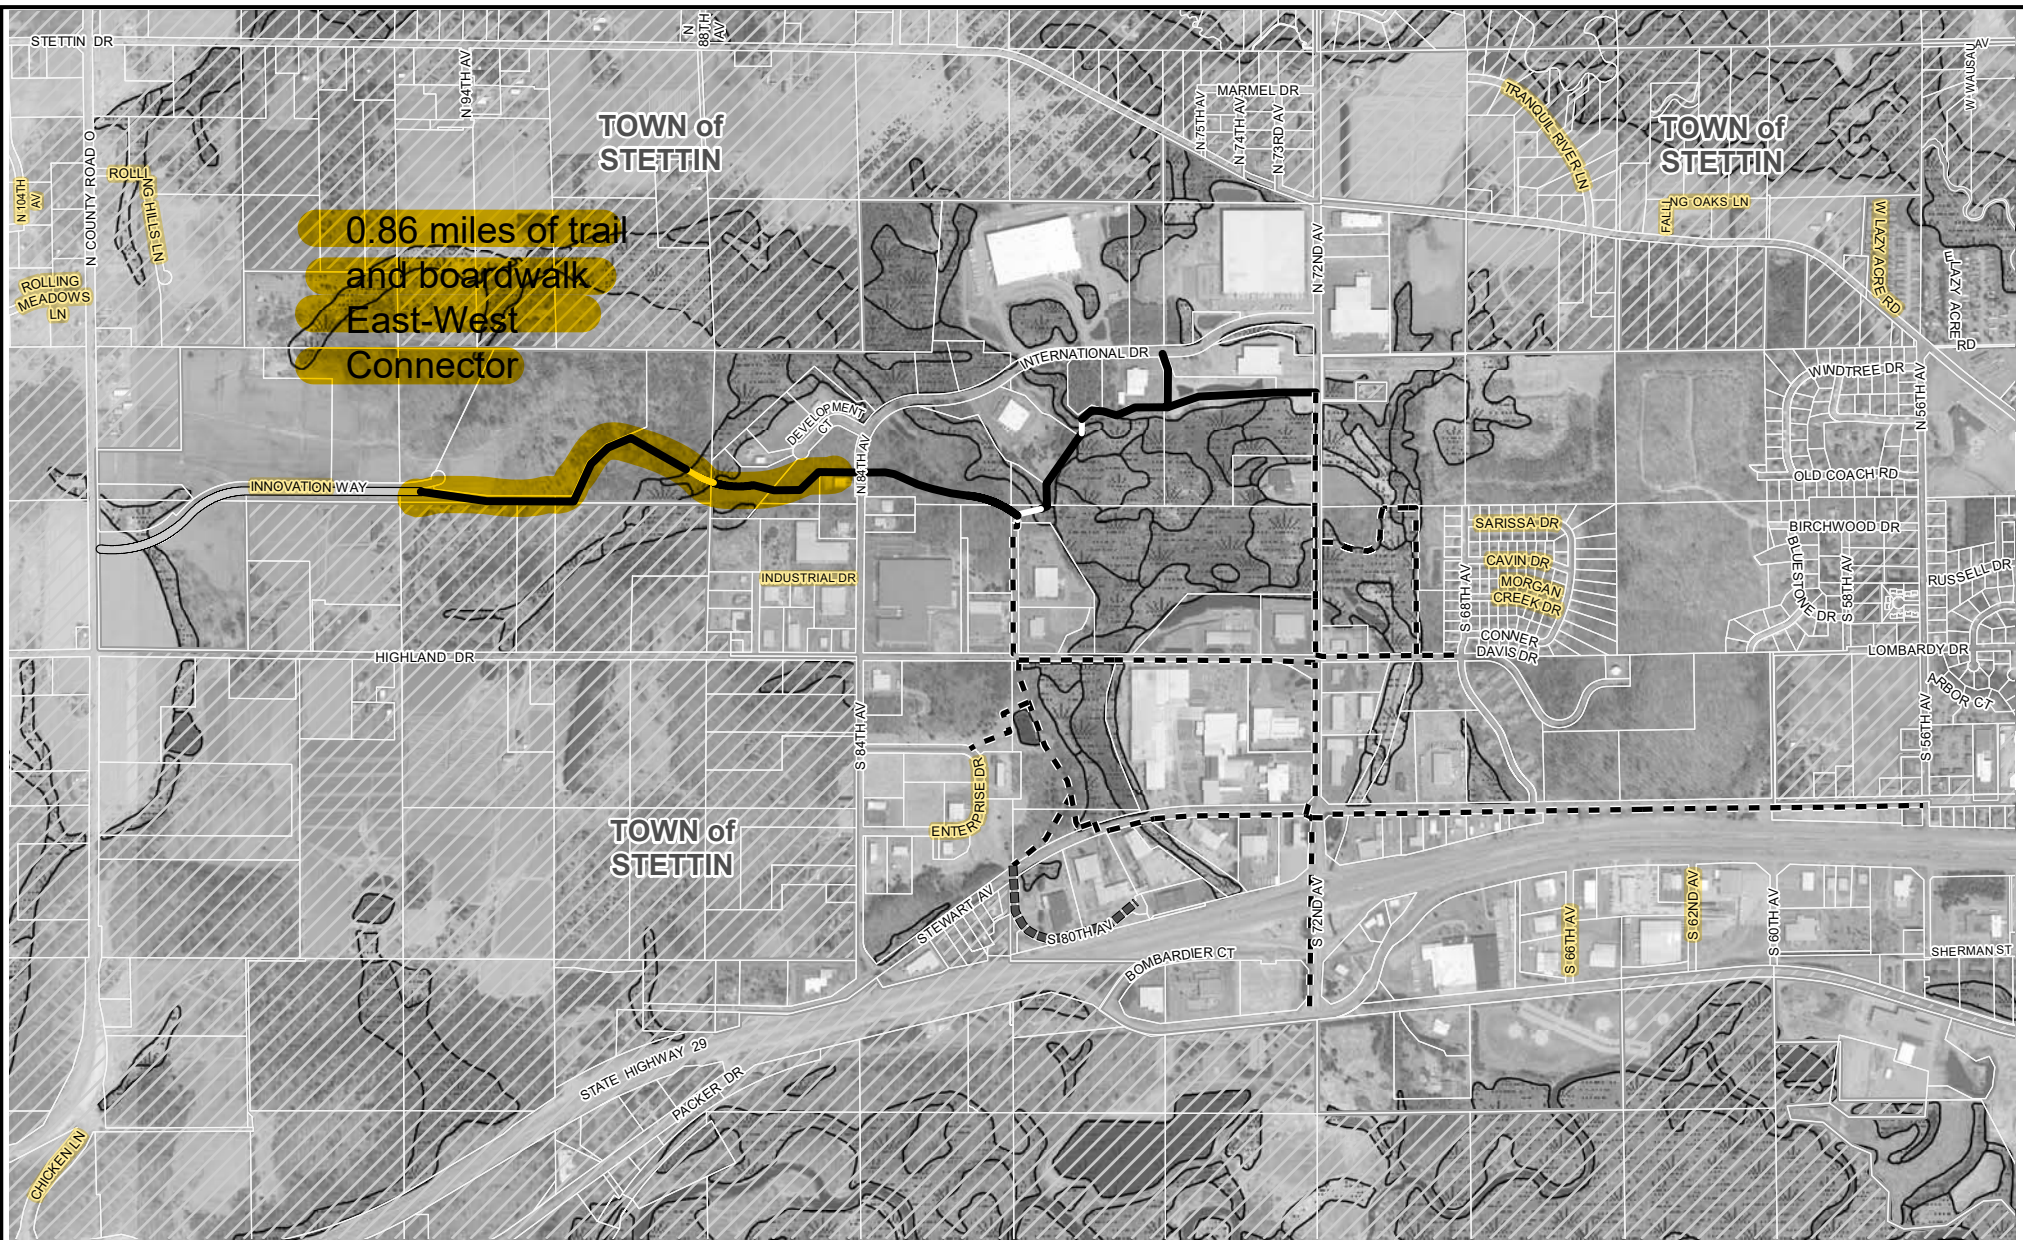 STETTIN DR
N
88TH
AV
N 94TH AV
N COUNTY ROAD O
TOWN of
STETTIN
MARMEL DR
N 75TH AV
N 74TH AV
N 73RD AV
TRANQUIL RIVER LN
TOWN of
STETTIN
AV
W WAUSAU
N 104TH
AV
ROLLING HILLS LN
ROLLING
MEADOWS
LN
0.86 miles of trail
and boardwalk
East-West
Connector
N 72ND AV
FALLING OAKS LN
W LAZY ACRE RD
E LAZY ACRE
RD
INTERNATIONAL DR
DEVELOPMENT
CT
N 84TH AV
INNOVATION WAY
WINDTREE DR
N 56TH AV
OLD COACH RD
BIRCHWOOD DR
BLUESTONE DR
S 58TH AV
RUSSELL DR
SARISSA DR
CAVIN DR
MORGAN
CREEK DR
S 68TH AV
CONNER
DAVIS DR
INDUSTRIAL DR
HIGHLAND DR
LOMBARDY DR
ARBOR CT
S 56TH AV
S 84TH AV
ENTERPRISE DR
TOWN of
STETTIN
STEWART AV
S 80TH AV
S 72ND AV
BOMBARDIER CT
S 66TH AV
S 62ND AV
S 60TH AV
SHERMAN ST
STATE HIGHWAY 29
PACKER DR
CHICKEN LN